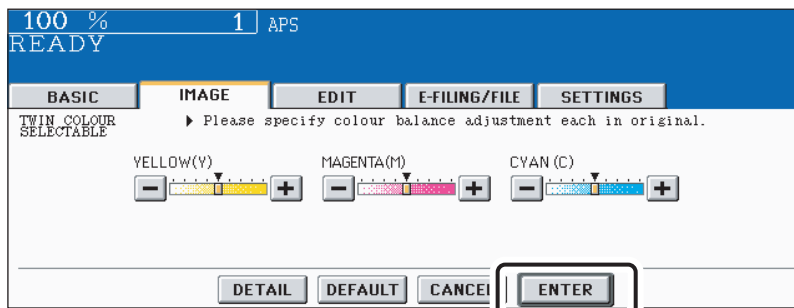 100 % 1 APS
READY
BASIC IMAGE EDIT E-FILING/FILE SETTINGS
TWIN COLOUR SELECTABLE
Please specify colour balance adjustment each in original.
YELLOW(Y) MAGENTA(M) CYAN (C)
DETAIL DEFAULT CANCEL ENTER